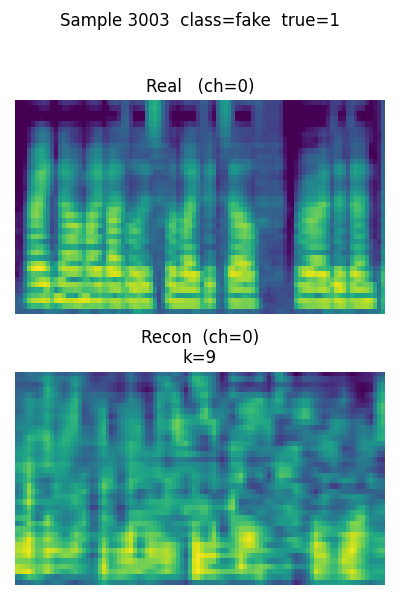 Sample 3003  class=fake  true=1
Real   (ch=0)
Recon  (ch=0)
k=9